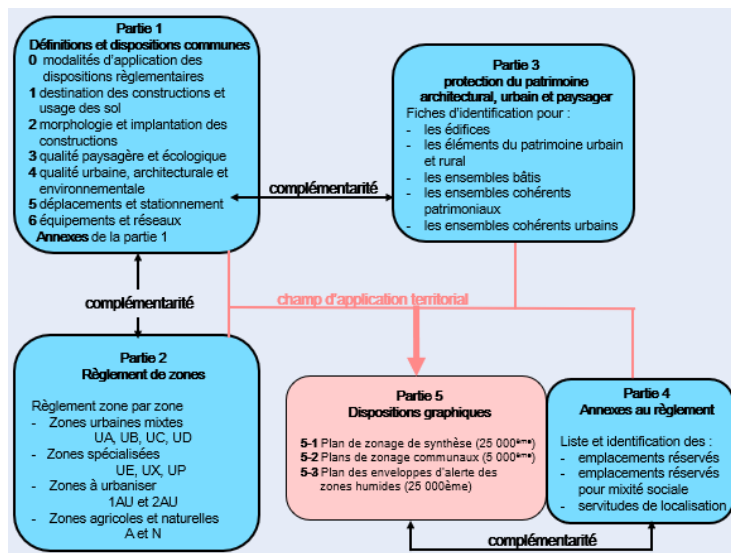 Partie 1
Définitions et dispositions communes
0 modalités d'application des
dispositions règlementaires
1 destination des constructions et
usage des sol
2 morphologie et implantation des
constructions
3 qualité paysagère et écologique
4 qualité urbaine, architecturale et
environnementale
5 déplacements et stationnement
6 équipements et réseaux
Annexes de la partie 1
complémentarité
Partie 3
protection du patrimoine
architectural, urbain et paysager
Fiches d'identification pour :
- les édifices
- les éléments du patrimoine urbain
et rural
- les ensembles bâtis
- les ensembles cohérents
patrimoniaux
- les ensembles cohérents urbains
complémentarité
champ d'application territorial
Partie 2
Règlement de zones
Règlement zone par zone
- Zones urbaines mixtes
UA, UB, UC, UD
- Zones spécialisées
UE, UX, UP
- Zones à urbaniser
1AU et 2AU
- Zones agricoles et naturelles
A et N
Partie 5
Dispositions graphiques
5-1 Plan de zonage de synthèse (25 000ème)
5-2 Plans de zonage communaux (5 000ème)
5-3 Plan des enveloppes d'alerte des
zones humides (25 000ème)
Partie 4
Annexes au règlement
Liste et identification des :
- emplacements réservés
- emplacements réservés
pour mixité sociale
- servitudes de localisation
complémentarité